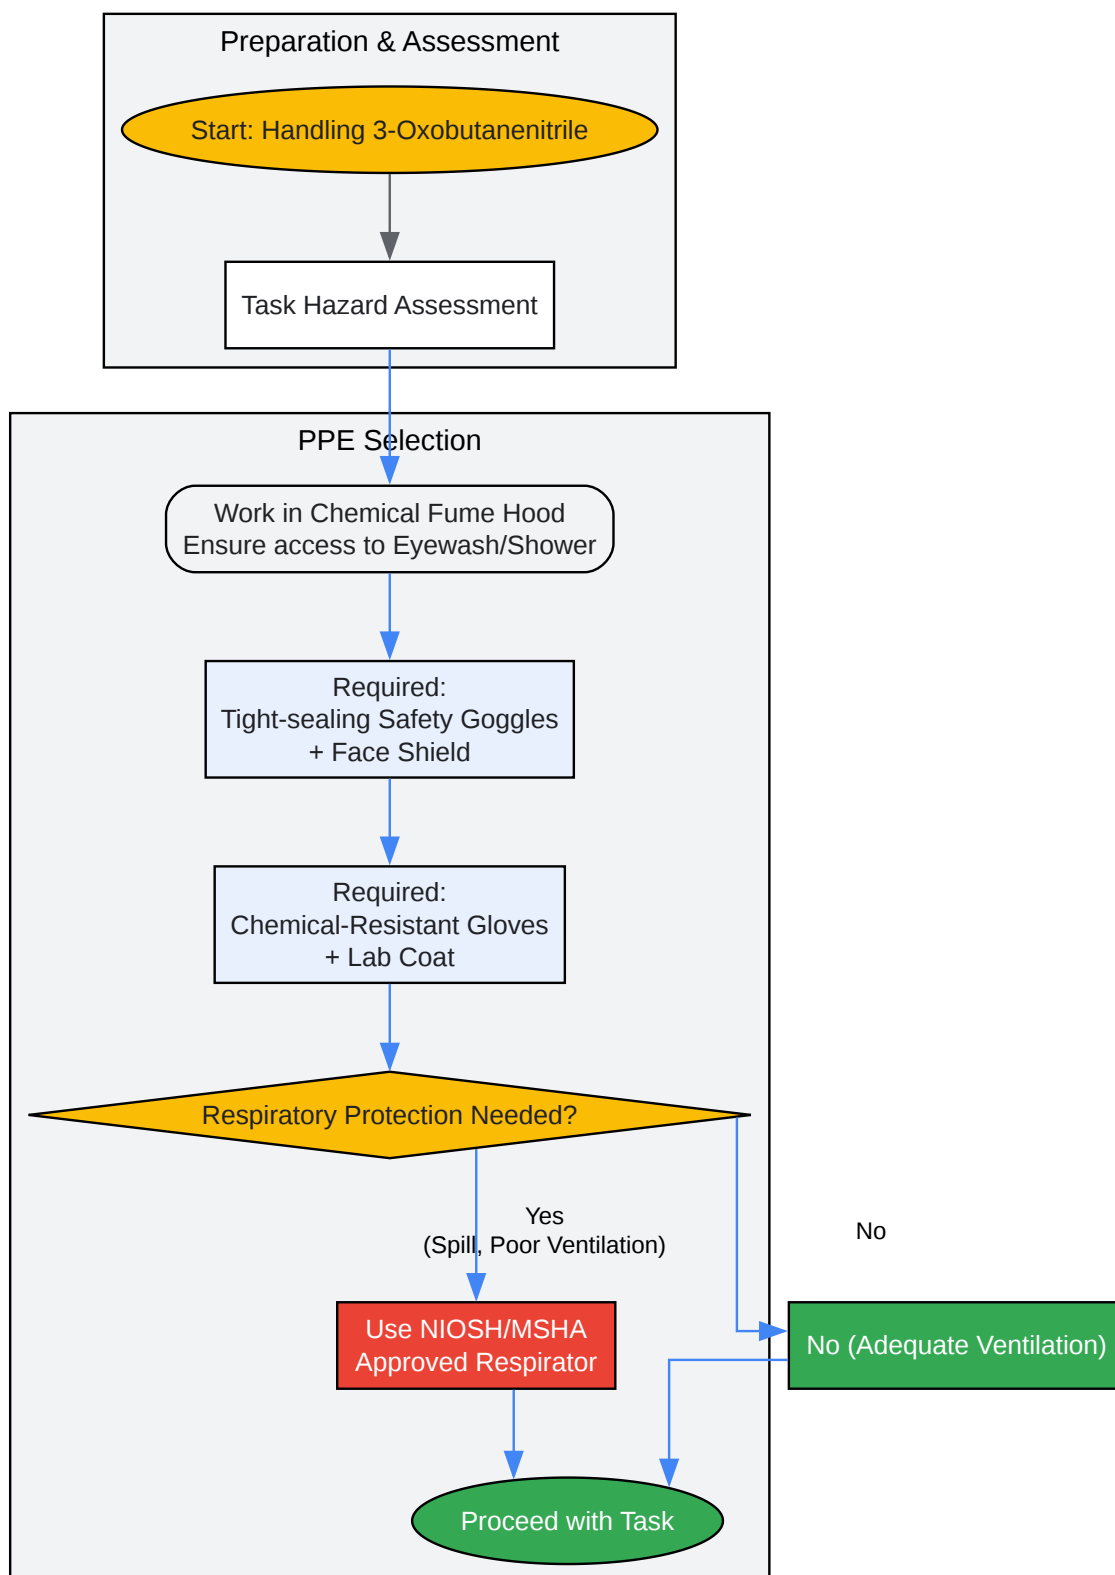 Preparation & Assessment
Start: Handling 3-Oxobutanenitrile
Task Hazard Assessment
PPE Selection
Work in Chemical Fume Hood
Ensure access to Eyewash/Shower
Required:
Tight-sealing Safety Goggles
+ Face Shield
Required:
Chemical-Resistant Gloves
+ Lab Coat
Respiratory Protection Needed?
Yes
(Spill, Poor Ventilation)
No
Use NIOSH/MSHA
Approved Respirator
No (Adequate Ventilation)
Proceed with Task